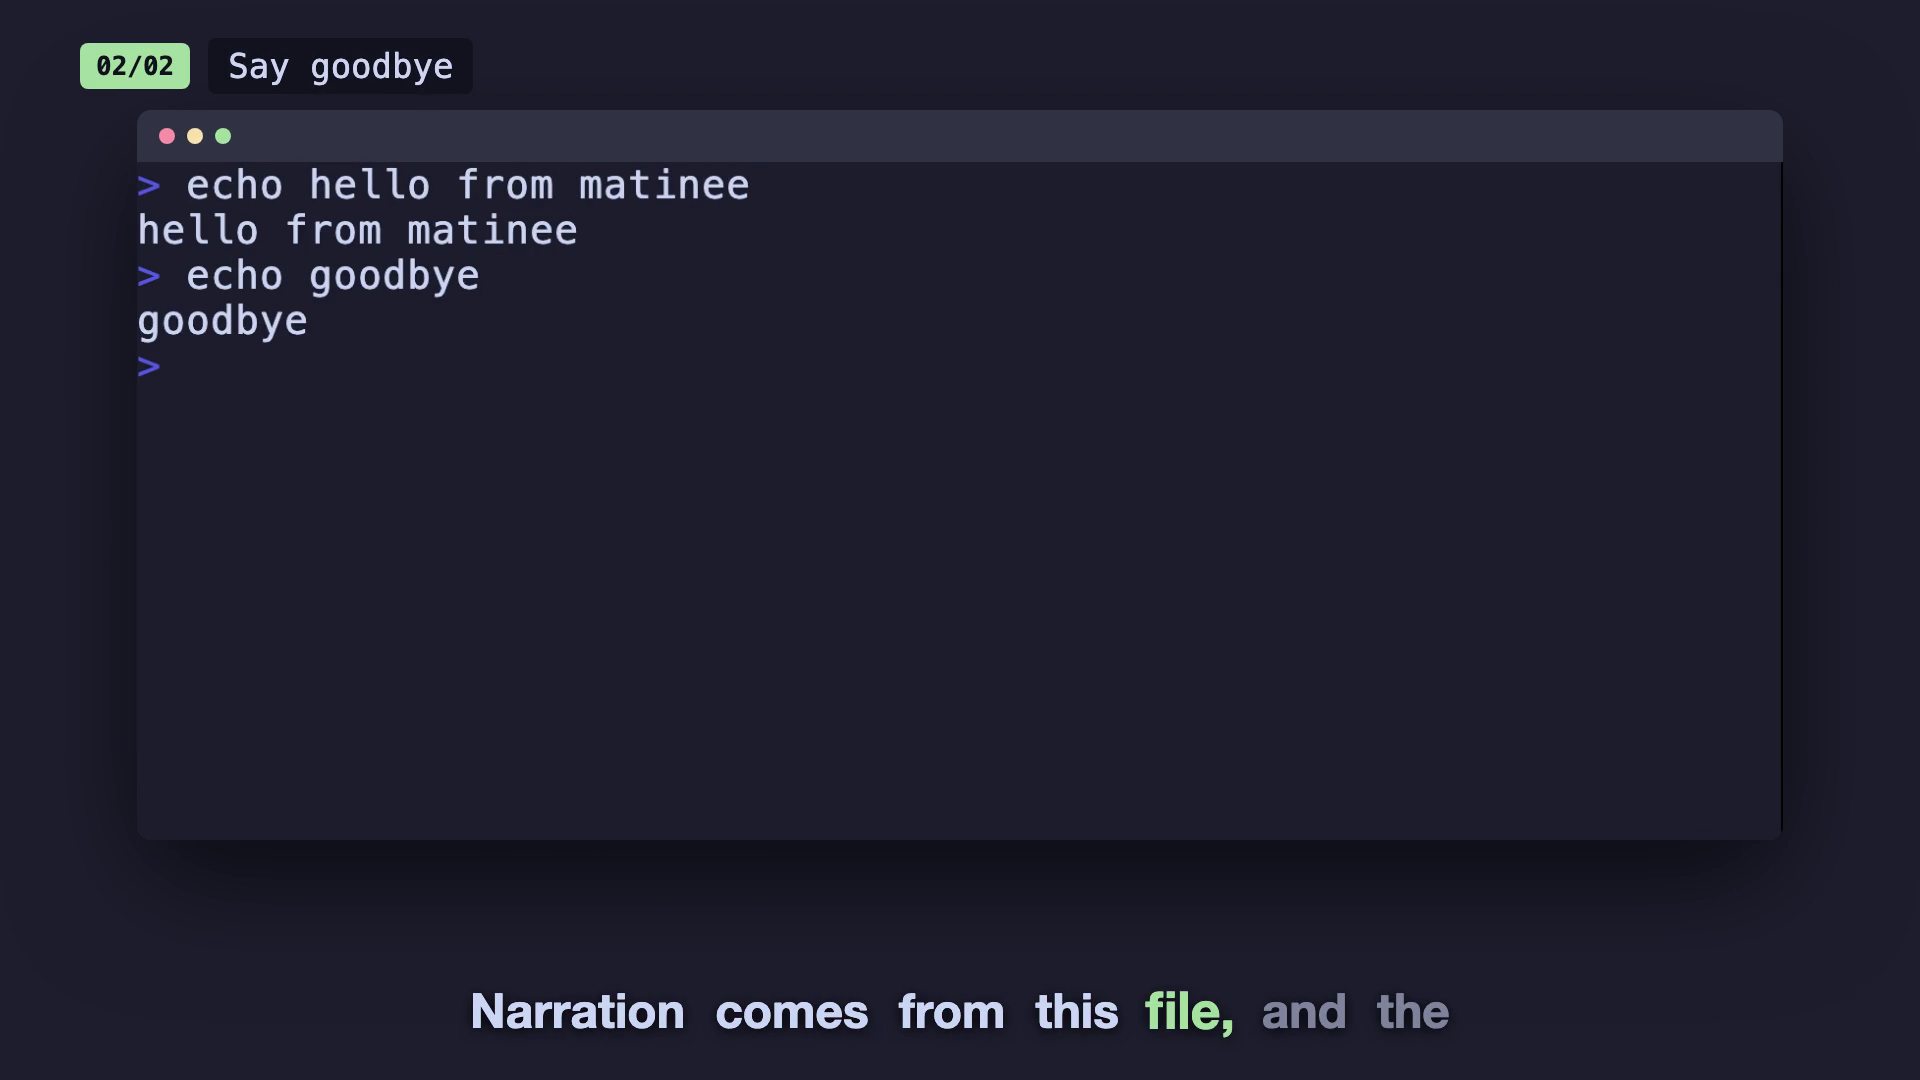 02/02 Say goodbye
> echo hello from matinee
hello from matinee
> echo goodbye
goodbye
>
Narration comes from this file, and the